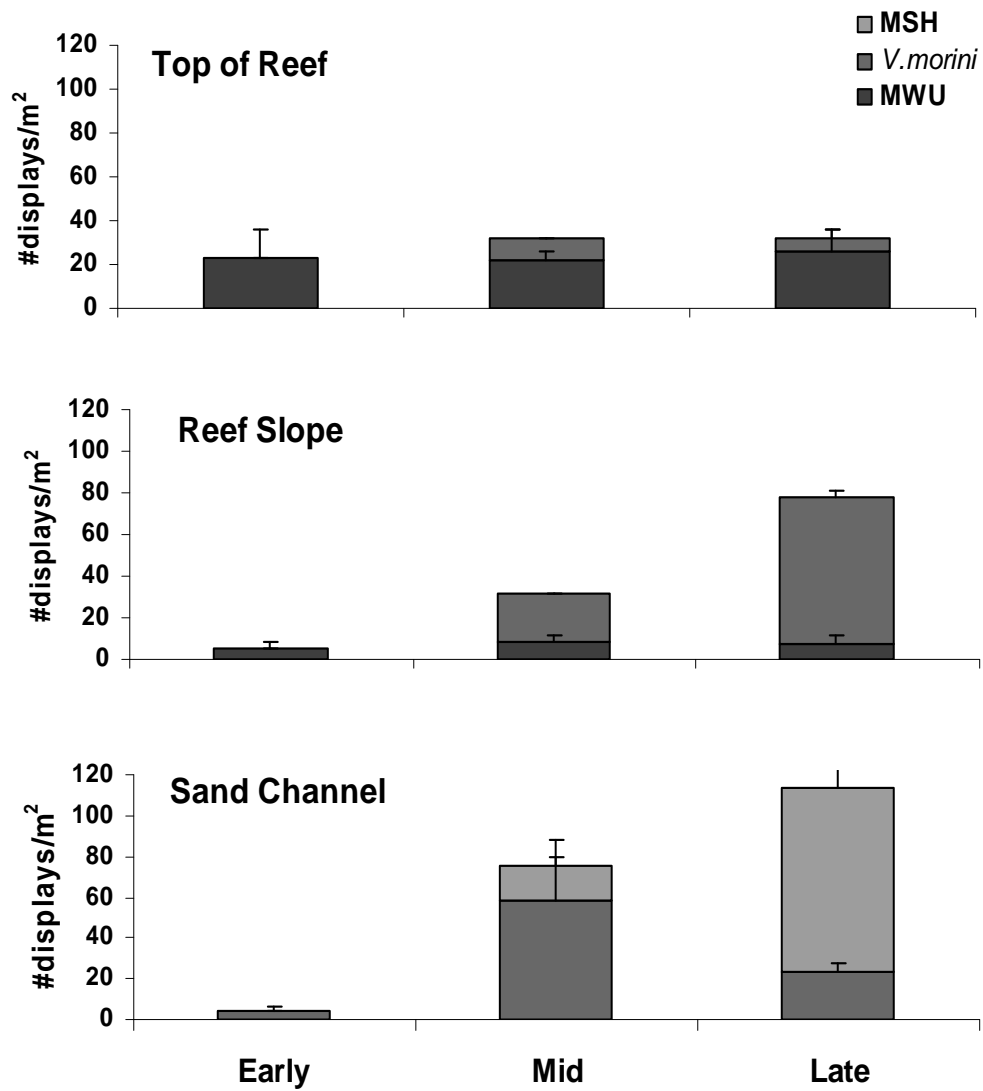 MSH
V.morini
MWU
Top of Reef
#displays/m²
120
100
80
60
40
20
0
Reef Slope
#displays/m²
120
100
80
60
40
20
0
Sand Channel
#displays/m²
120
100
80
60
40
20
0
Early Mid Late